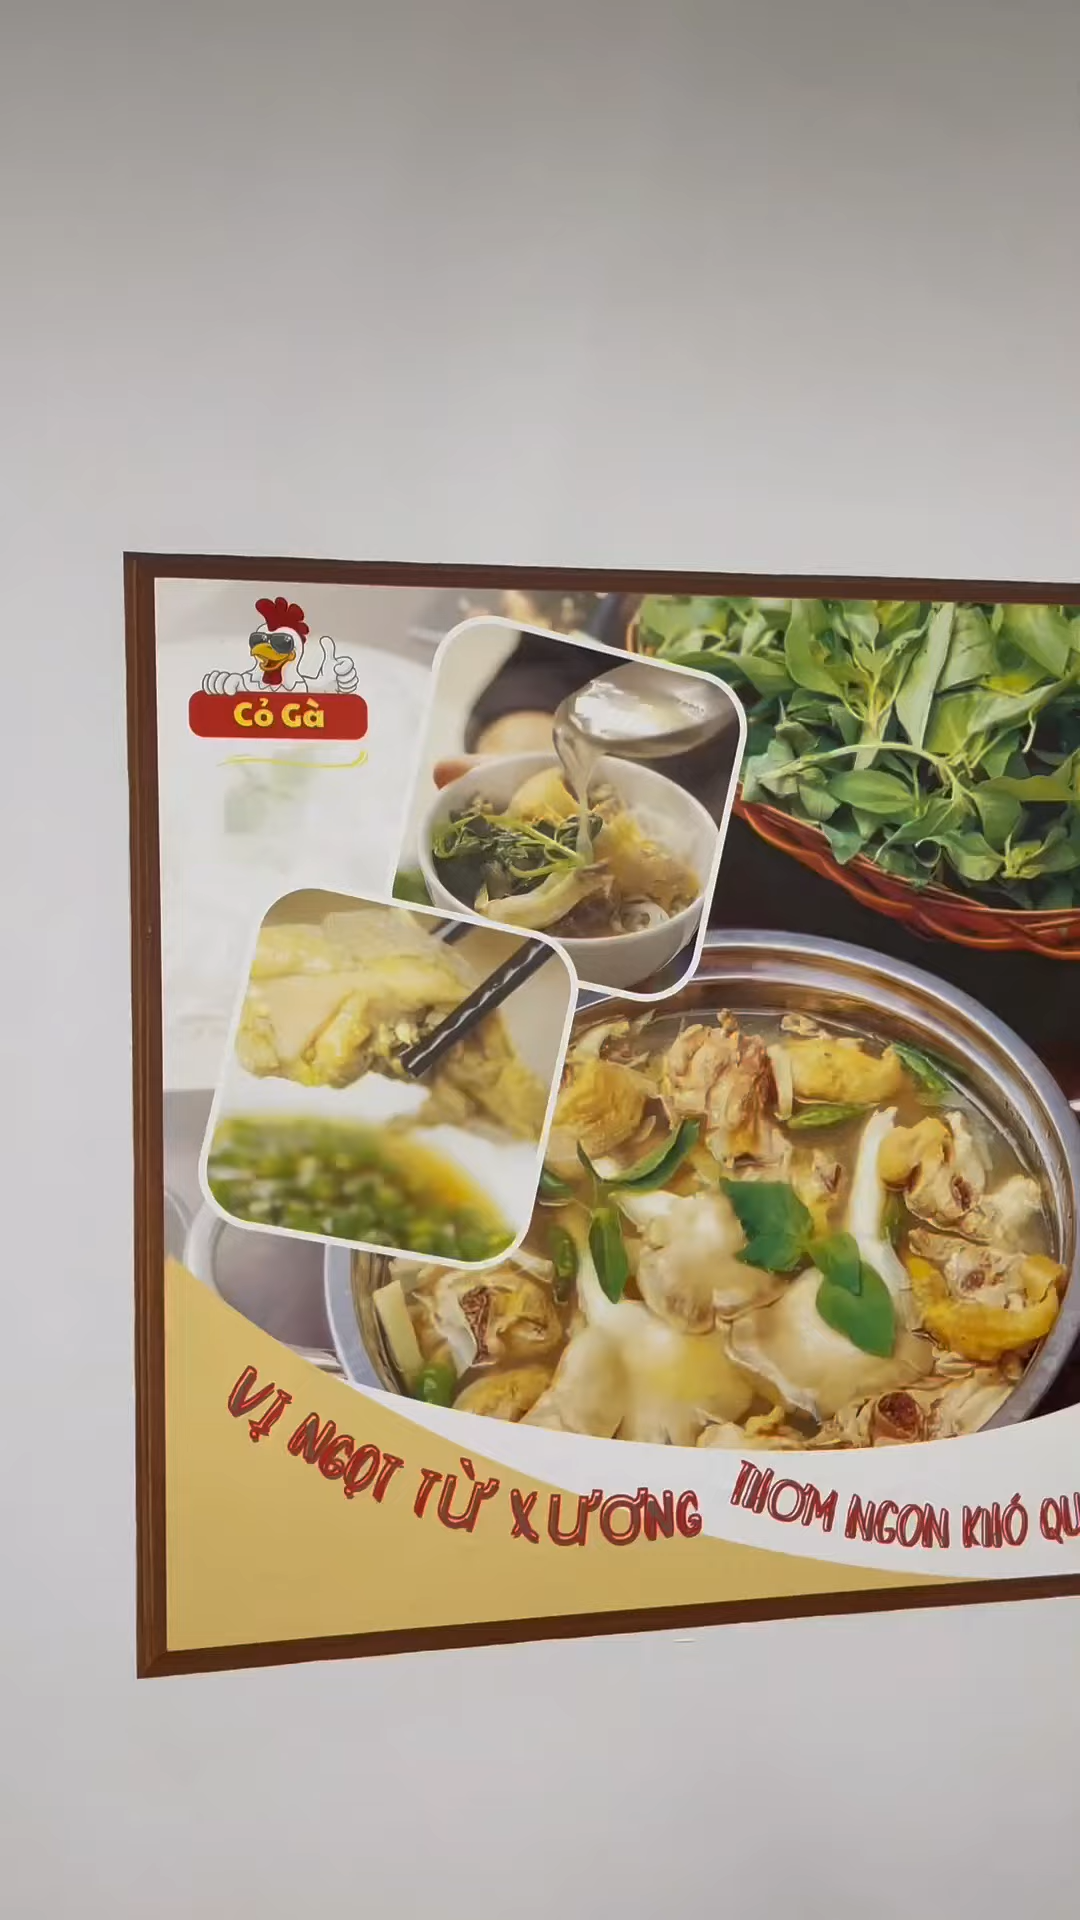 Cỏ Gà
VỊ NGỌT TỪ XƯƠNG
THƠM NGON KHÓ